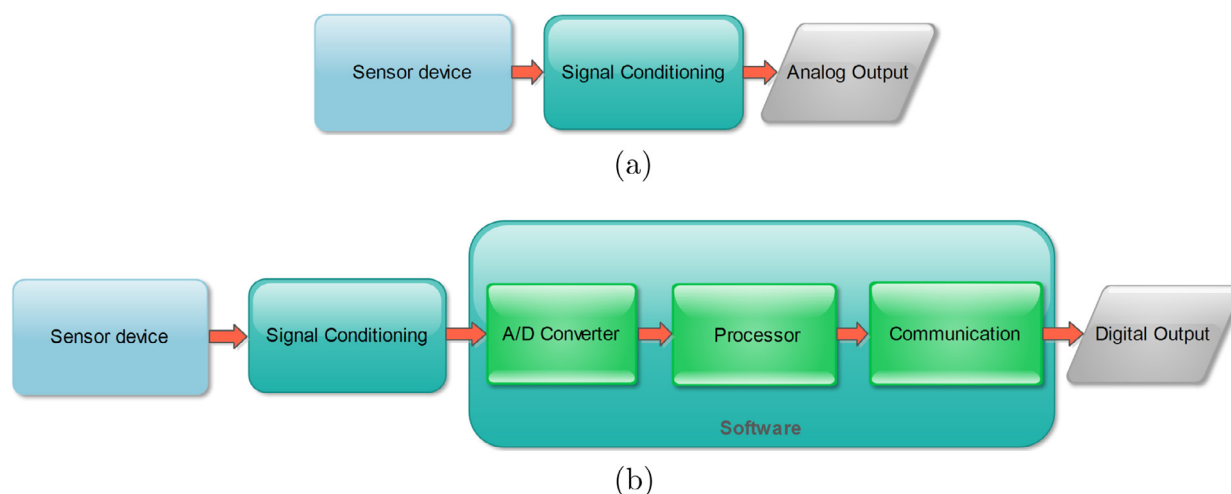 Sensor device
Signal Conditioning
Analog Output
(a)
Sensor device
Signal Conditioning
A/D Converter
Processor
Communication
Digital Output
Software
(b)